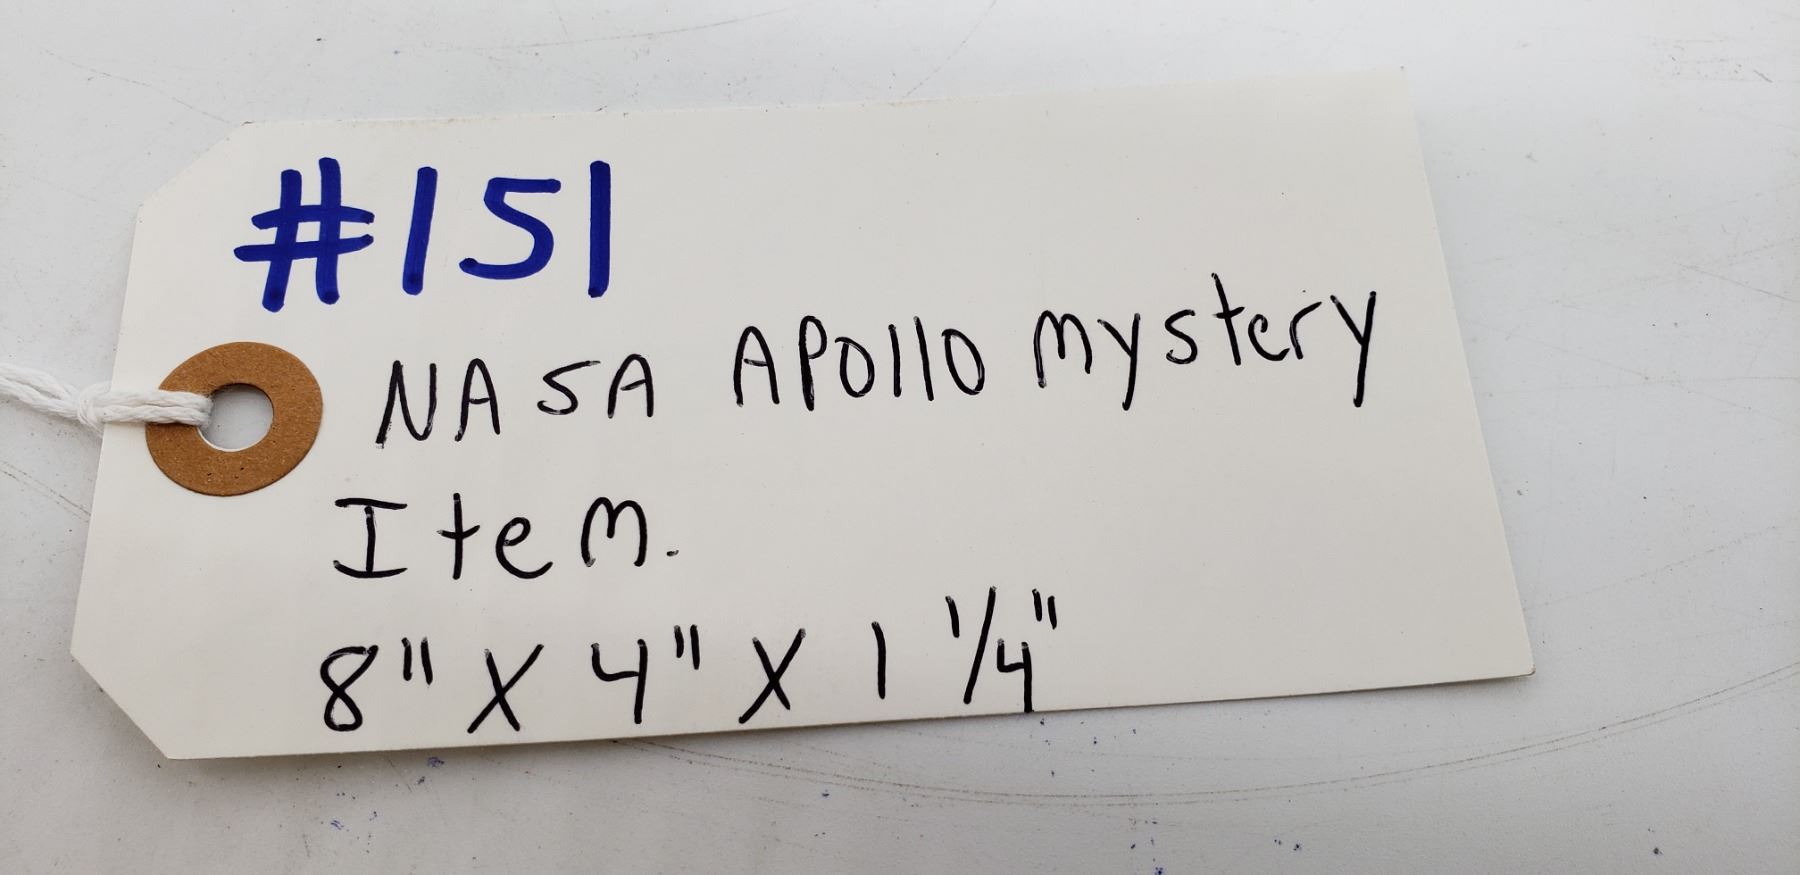 #151
NASA APOllO Mystery
Item.
8" X 4" X 1 1/4"